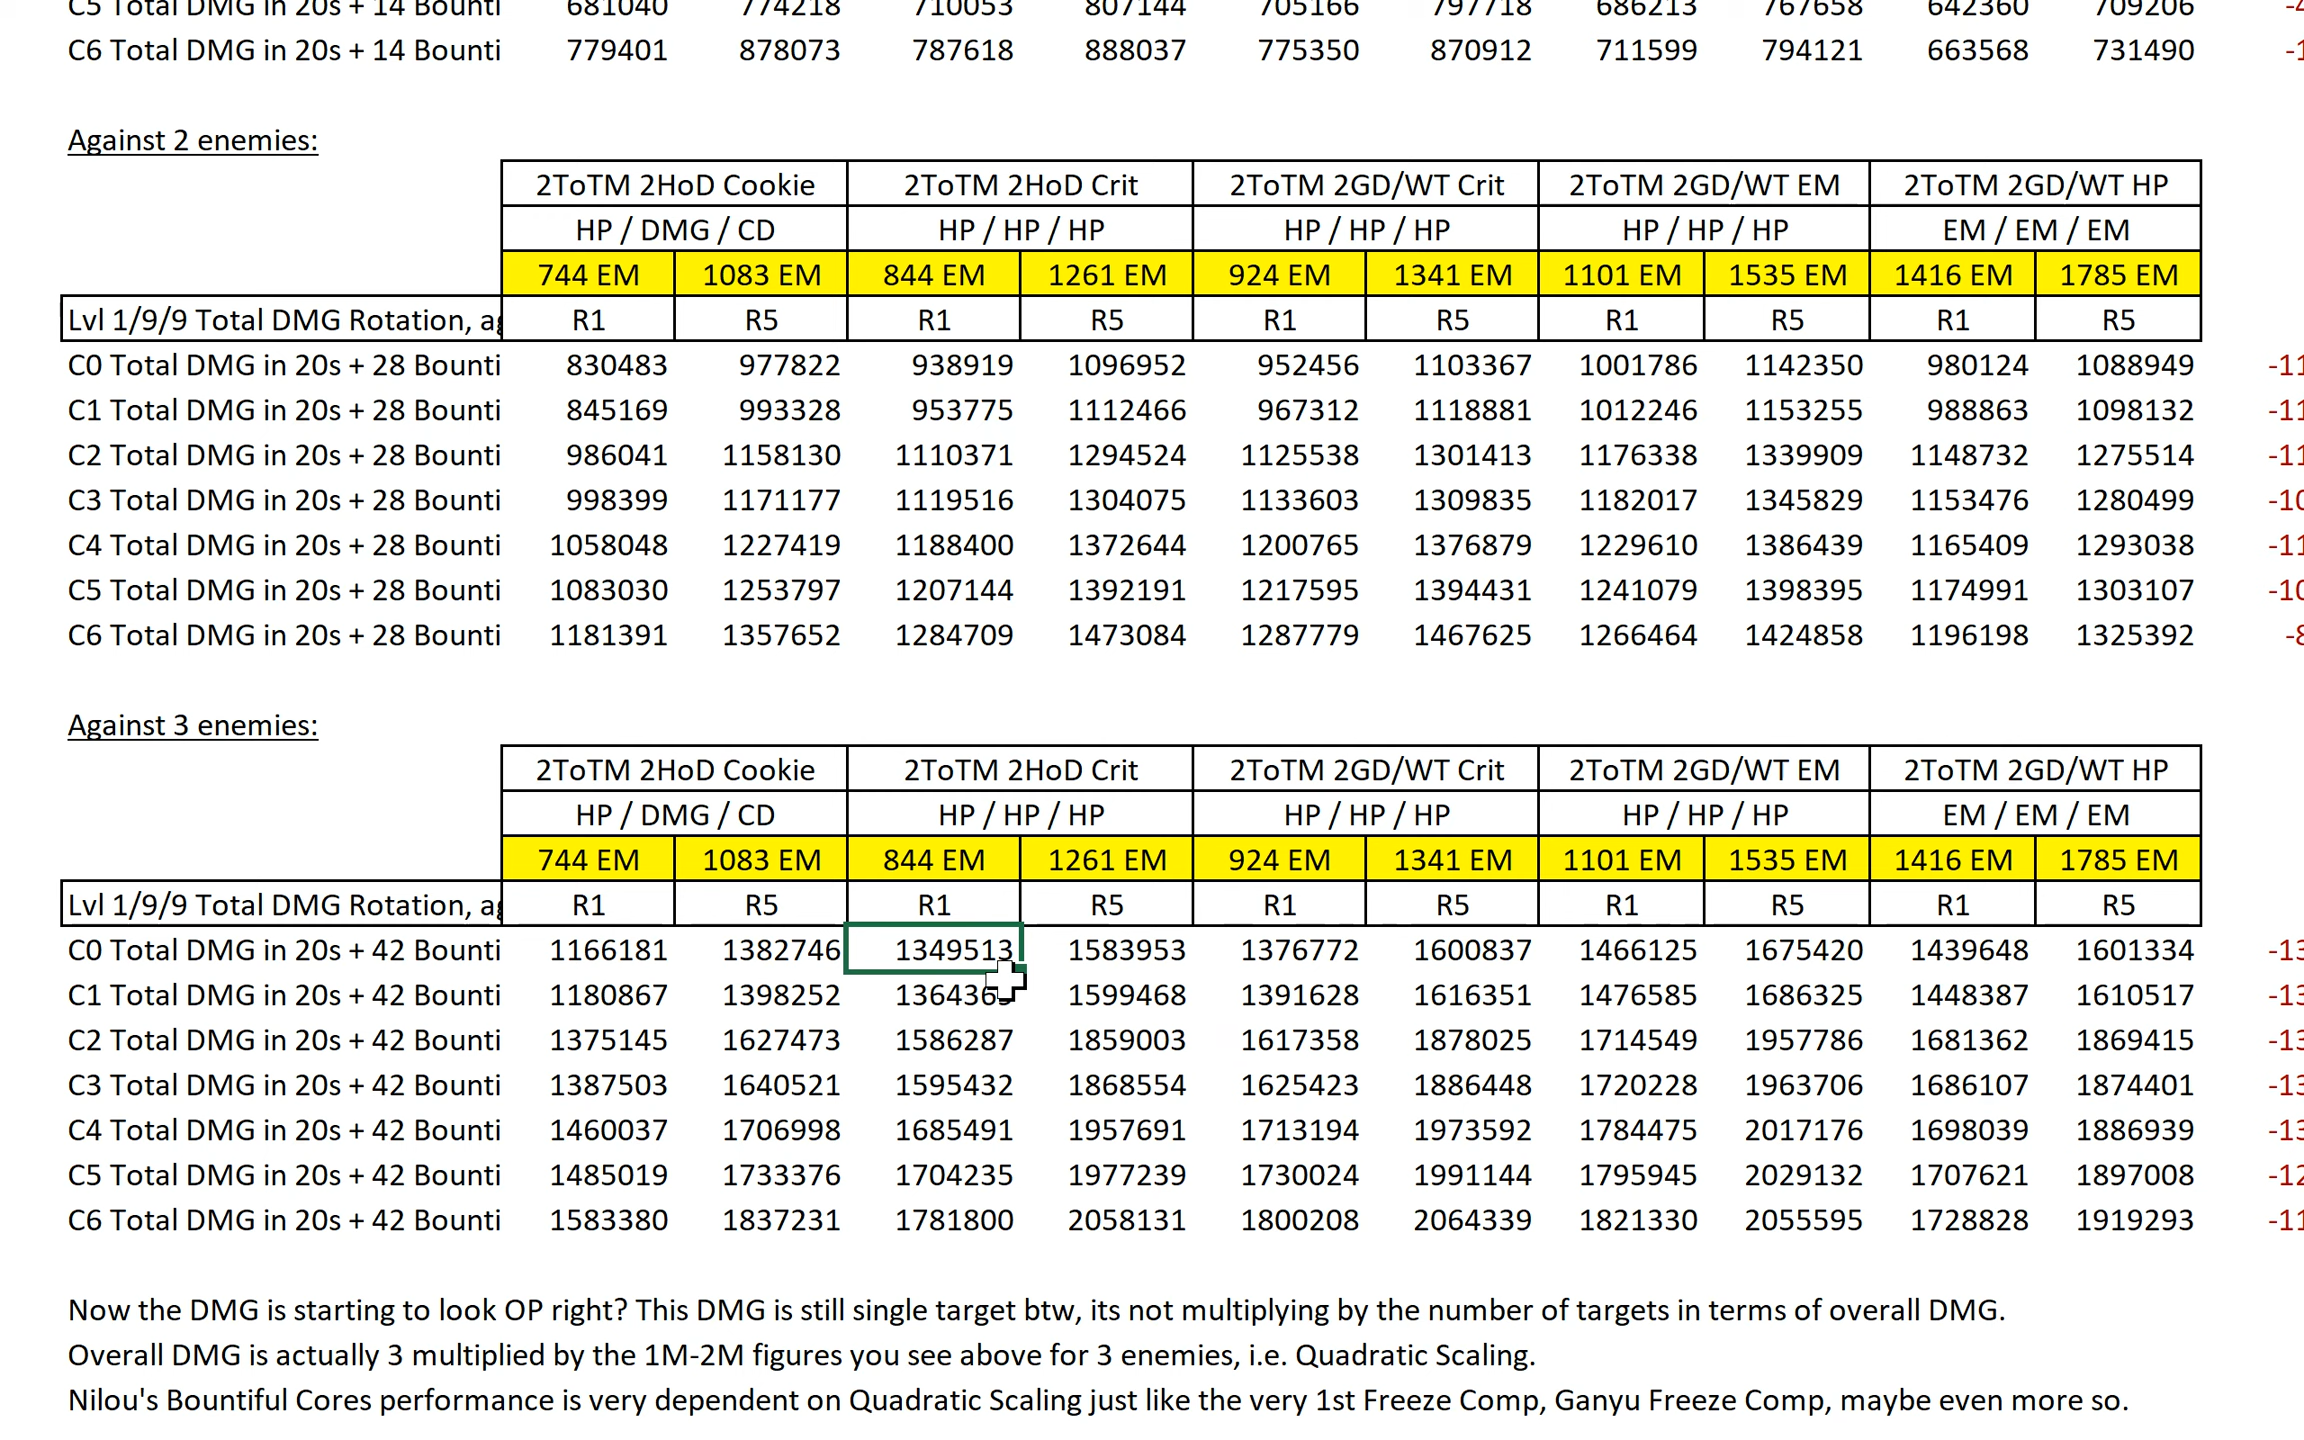 C5 Total DMG in 20s + 14 Bounti 681040 774218 710053 807144 705166 797718 686213 767658 642360 709206
C6 Total DMG in 20s + 14 Bounti 779401 878073 787618 888037 775350 870912 711599 794121 663568 731490
Against 2 enemies:
2ToTM 2HoD Cookie 2ToTM 2HoD Crit 2ToTM 2GD/WT Crit 2ToTM 2GD/WT EM 2ToTM 2GD/WT HP
HP / DMG / CD HP / HP / HP HP / HP / HP HP / HP / HP EM / EM / EM
744 EM 1083 EM 844 EM 1261 EM 924 EM 1341 EM 1101 EM 1535 EM 1416 EM 1785 EM
Lvl 1/9/9 Total DMG Rotation, ag R1 R5 R1 R5 R1 R5 R1 R5 R1 R5
C0 Total DMG in 20s + 28 Bounti 830483 977822 938919 1096952 952456 1103367 1001786 1142350 980124 1088949 -11
C1 Total DMG in 20s + 28 Bounti 845169 993328 953775 1112466 967312 1118881 1012246 1153255 988863 1098132 -11
C2 Total DMG in 20s + 28 Bounti 986041 1158130 1110371 1294524 1125538 1301413 1176338 1339909 1148732 1275514 -11
C3 Total DMG in 20s + 28 Bounti 998399 1171177 1119516 1304075 1133603 1309835 1182017 1345829 1153476 1280499 -10
C4 Total DMG in 20s + 28 Bounti 1058048 1227419 1188400 1372644 1200765 1376879 1229610 1386439 1165409 1293038 -11
C5 Total DMG in 20s + 28 Bounti 1083030 1253797 1207144 1392191 1217595 1394431 1241079 1398395 1174991 1303107 -10
C6 Total DMG in 20s + 28 Bounti 1181391 1357652 1284709 1473084 1287779 1467625 1266464 1424858 1196198 1325392 -8
Against 3 enemies:
2ToTM 2HoD Cookie 2ToTM 2HoD Crit 2ToTM 2GD/WT Crit 2ToTM 2GD/WT EM 2ToTM 2GD/WT HP
HP / DMG / CD HP / HP / HP HP / HP / HP HP / HP / HP EM / EM / EM
744 EM 1083 EM 844 EM 1261 EM 924 EM 1341 EM 1101 EM 1535 EM 1416 EM 1785 EM
Lvl 1/9/9 Total DMG Rotation, ag R1 R5 R1 R5 R1 R5 R1 R5 R1 R5
C0 Total DMG in 20s + 42 Bounti 1166181 1382746 1349513 1583953 1376772 1600837 1466125 1675420 1439648 1601334 -13
C1 Total DMG in 20s + 42 Bounti 1180867 1398252 1599468 1391628 1616351 1476585 1686325 1448387 1610517 -13
C2 Total DMG in 20s + 42 Bounti 1375145 1627473 1586287 1859003 1617358 1878025 1714549 1957786 1681362 1869415 -13
C3 Total DMG in 20s + 42 Bounti 1387503 1640521 1595432 1868554 1625423 1886448 1720228 1963706 1686107 1874401 -13
C4 Total DMG in 20s + 42 Bounti 1460037 1706998 1685491 1957691 1713194 1973592 1784475 2017176 1698039 1886939 -13
C5 Total DMG in 20s + 42 Bounti 1485019 1733376 1704235 1977239 1730024 1991144 1795945 2029132 1707621 1897008 -12
C6 Total DMG in 20s + 42 Bounti 1583380 1837231 1781800 2058131 1800208 2064339 1821330 2055595 1728828 1919293 -11
Now the DMG is starting to look OP right? This DMG is still single target btw, its not multiplying by the number of targets in terms of overall DMG.
Overall DMG is actually 3 multiplied by the 1M-2M figures you see above for 3 enemies, i.e. Quadratic Scaling.
Nilou's Bountiful Cores performance is very dependent on Quadratic Scaling just like the very 1st Freeze Comp, Ganyu Freeze Comp, maybe even more so.